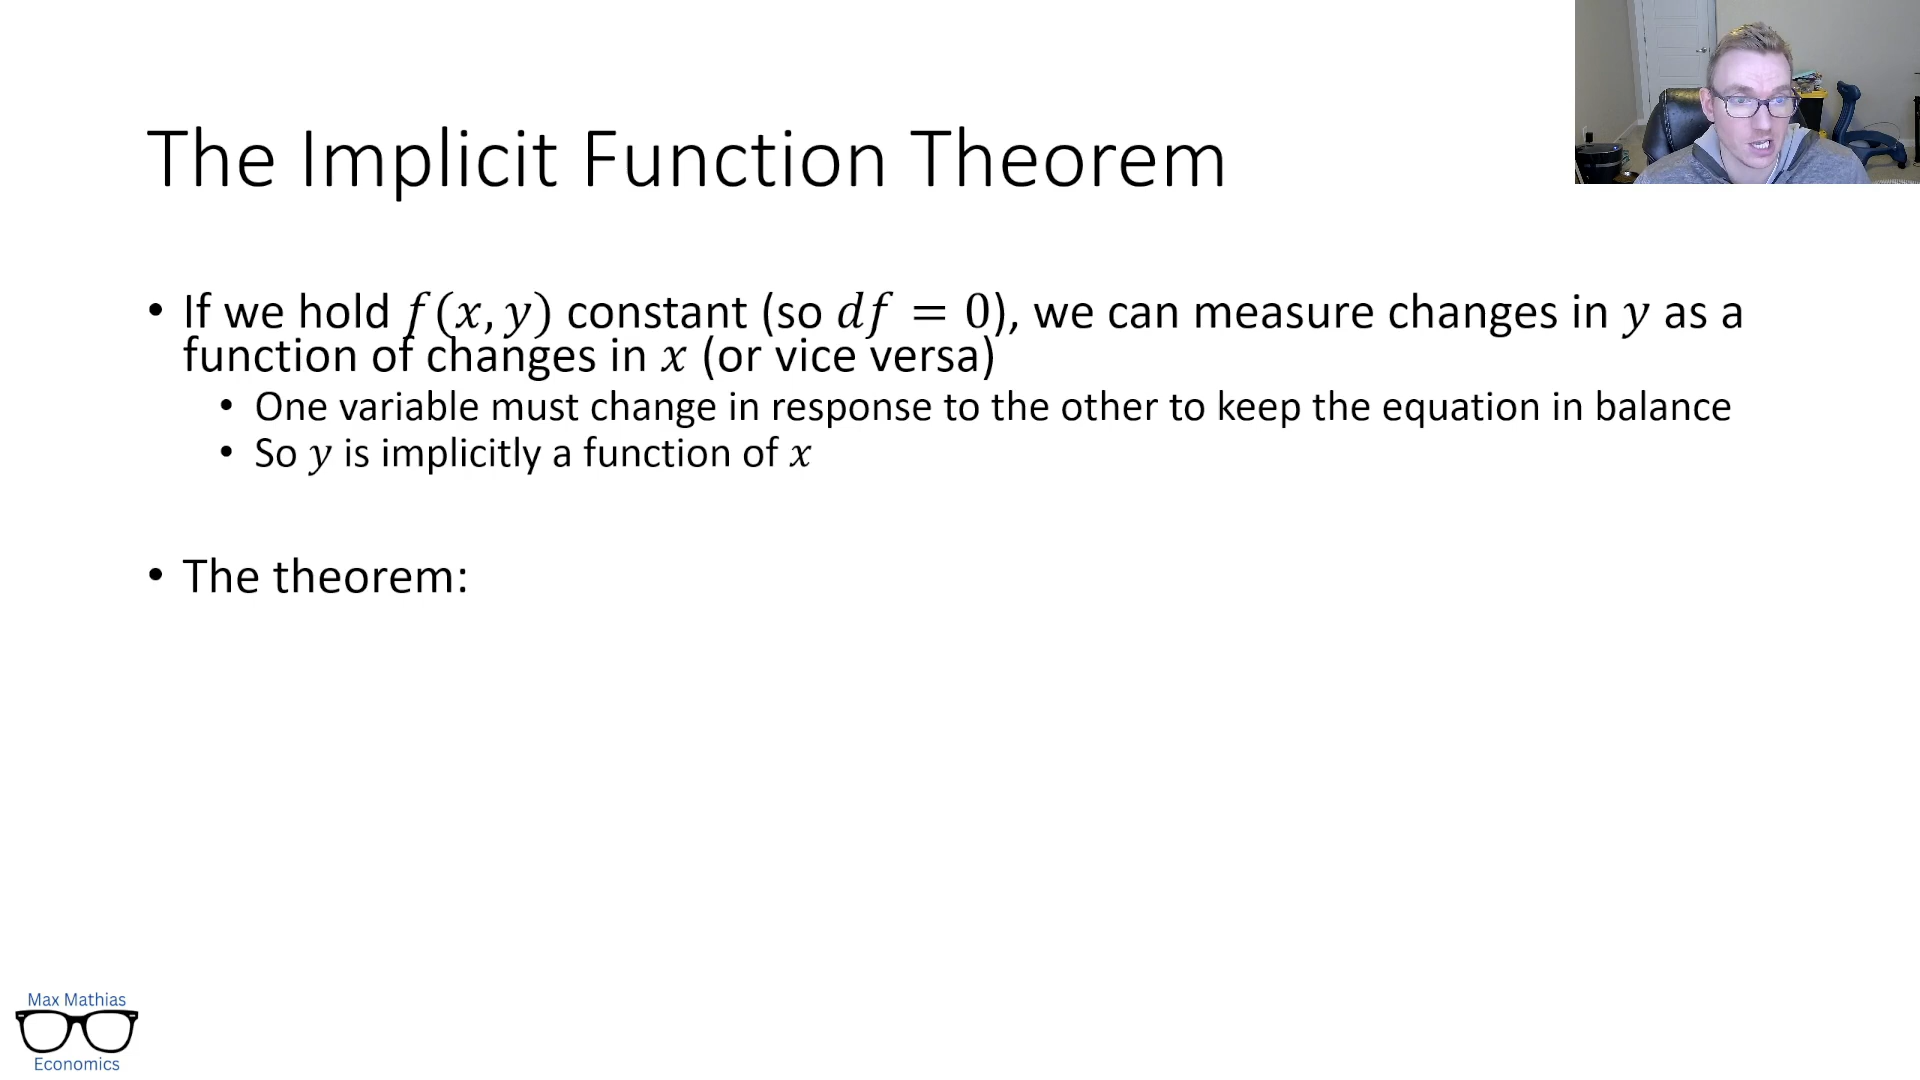 The Implicit Function Theorem
• If we hold f(x, y) constant (so df = 0), we can measure changes in y as a
function of changes in x (or vice versa)
• One variable must change in response to the other to keep the equation in balance
• So y is implicitly a function of x
• The theorem:
Max Mathias
Economics